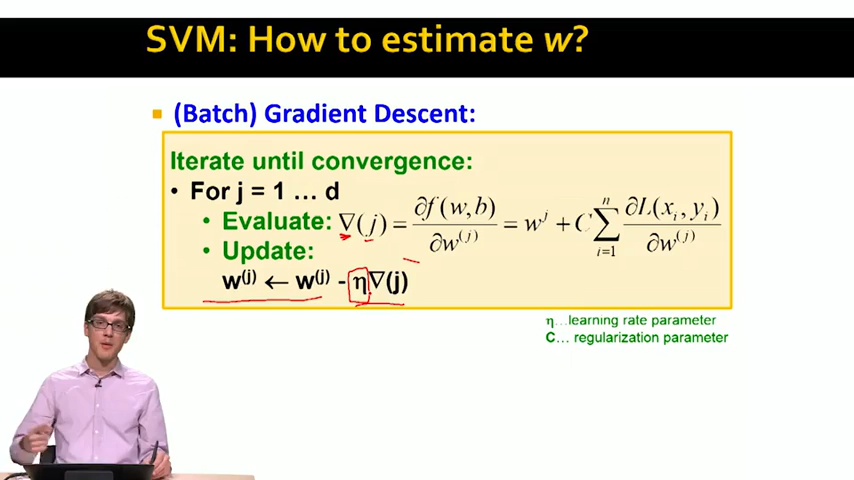 SVM: How to estimate w?
(Batch) Gradient Descent:
Iterate until convergence:
• For j = 1 … d
• Evaluate: ∇(j) = ∂f(w,b)/∂w^(j) = w^j + C ∑_{i=1}^{n} ∂L(x_i, y_i)/∂w^(j)
• Update:
w^(j) ← w^(j) - η∇(j)
η…learning rate parameter
C… regularization parameter